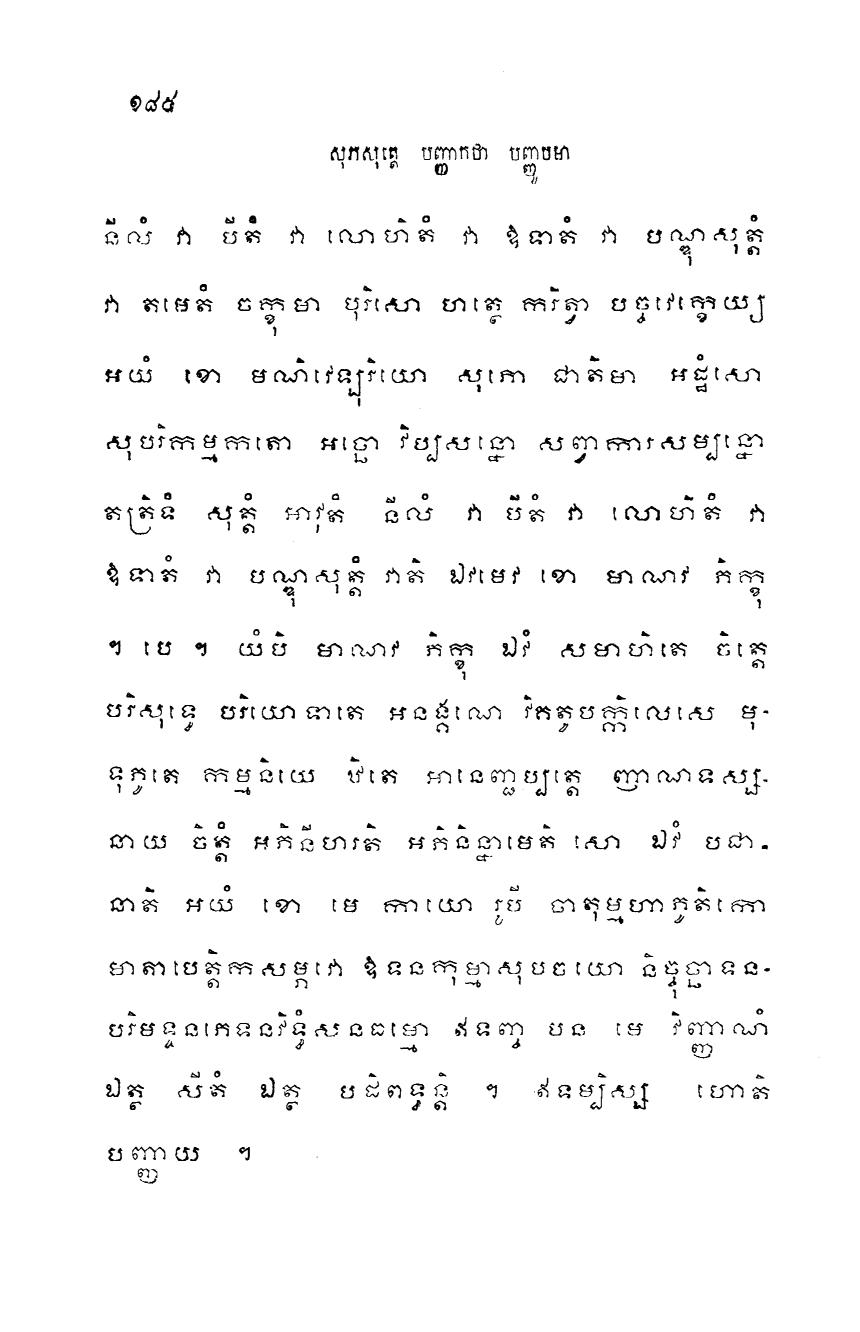 ១៨៥
សុភសុត្តេ បញ្ញាកថា បញ្ញូបមា
នីលំ វា បីតំ វា លោហិតំ វា ឱទាតំ វា បណ្ឌុសុត្តំ
វា តមេតំ ចក្ខុមា បុរិសោ ហត្ថេ ករិត្វា បច្ចវេក្ខេយ្យ
អយំ ខោ មណិវេឡុរិយោ សុភោ ជាតិមា អដ្ឋំសោ
សុបរិកម្មកតោ អច្ឆោ វិប្បសន្នោ សព្វាការសម្បន្នោ
តត្រិទំ សុត្តំ អាវុតំ នីលំ វា បីតំ វា លោហិតំ វា
ឱទាតំ វា បណ្ឌុសុត្តំ វាតិ ឯវមេវ ខោ មាណវ ភិក្ខុ
។ បេ ។ យំបិ មាណវ ភិក្ខុ ឯវំ សមាហិតេ ចិត្តេ
បរិសុទ្ធេ បរិយោទាតេ អនង្គណេ វិគតូបក្កិលេសេ មុ-
ទុភូតេ កម្មនិយេ ឋិតេ អានេញ្ជប្បត្តេ ញាណទស្ស-
នាយ ចិត្តំ អភិនីហរតិ អភិនិន្នាមេតិ សោ ឯវំ បជា-
នាតិ អយំ ខោ មេ កាយោ រូបី ចាតុម្មហាភូតិកោ
មាតាបេត្តិកសម្ភវោ ឱទនកុម្មាសុបចយោ និច្ចុច្ឆាទន-
បរិមទ្ទនភេទនវិទ្ធំសនធម្មោ ឥទញ្ច បន មេ វិញ្ញាណំ
ឯត្ថ សីតំ ឯត្ថ បដិពទ្ធន្តិ ។ ឥទម្បិស្ស ហោតិ
បញ្ញាយ ។